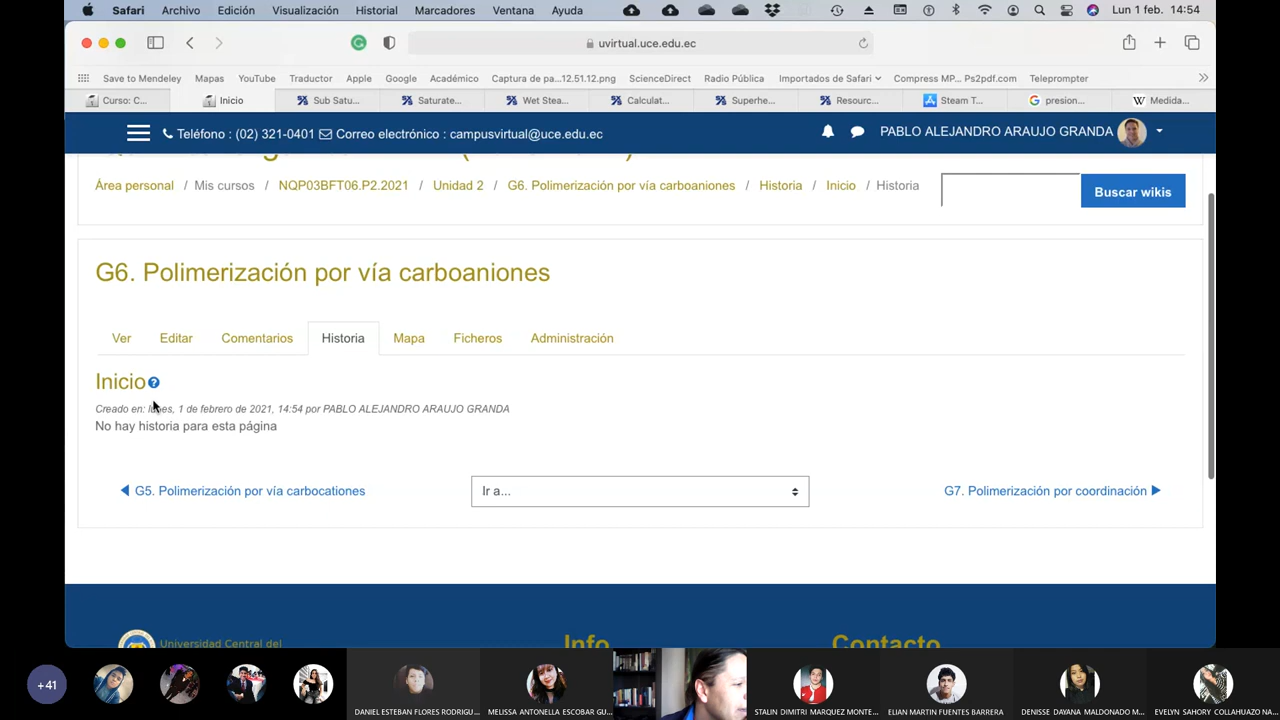 Safari Archivo Edición Visualización Historial Marcadores Ventana Ayuda Lun 1 feb. 14:54
uvirtual.uce.edu.ec
Save to Mendeley Mapas YouTube Traductor Apple Google Académico Captura de pa...12.51.12.png ScienceDirect Radio Pública Importados de Safari Compress MP... Ps2pdf.com Teleprompter
Curso: C... Inicio Sub Satu... Saturate... Wet Stea... Calculat... Superhe... Resourc... Steam T... presion... Medida...
Teléfono : (02) 321-0401 Correo electrónico : campusvirtual@uce.edu.ec PABLO ALEJANDRO ARAUJO GRANDA
Área personal / Mis cursos / NQP03BFT06.P2.2021 / Unidad 2 / G6. Polimerización por vía carboaniones / Historia / Inicio / Historia Buscar wikis
G6. Polimerización por vía carboaniones
Ver Editar Comentarios Historia Mapa Ficheros Administración
Inicio
Creado en: lunes, 1 de febrero de 2021, 14:54 por PABLO ALEJANDRO ARAUJO GRANDA
No hay historia para esta página
G5. Polimerización por vía carbocationes Ir a... G7. Polimerización por coordinación
Universidad Central del Info Contacto
+41 DANIEL ESTEBAN FLORES RODRIGU... MELISSA ANTONELLA ESCOBAR GU... STALIN DIMITRI MARQUEZ MONTE... ELIAN MARTIN FUENTES BARRERA DENISSE DAYANA MALDONADO M... EVELYN SAHORY COLLAHUAZO NA...